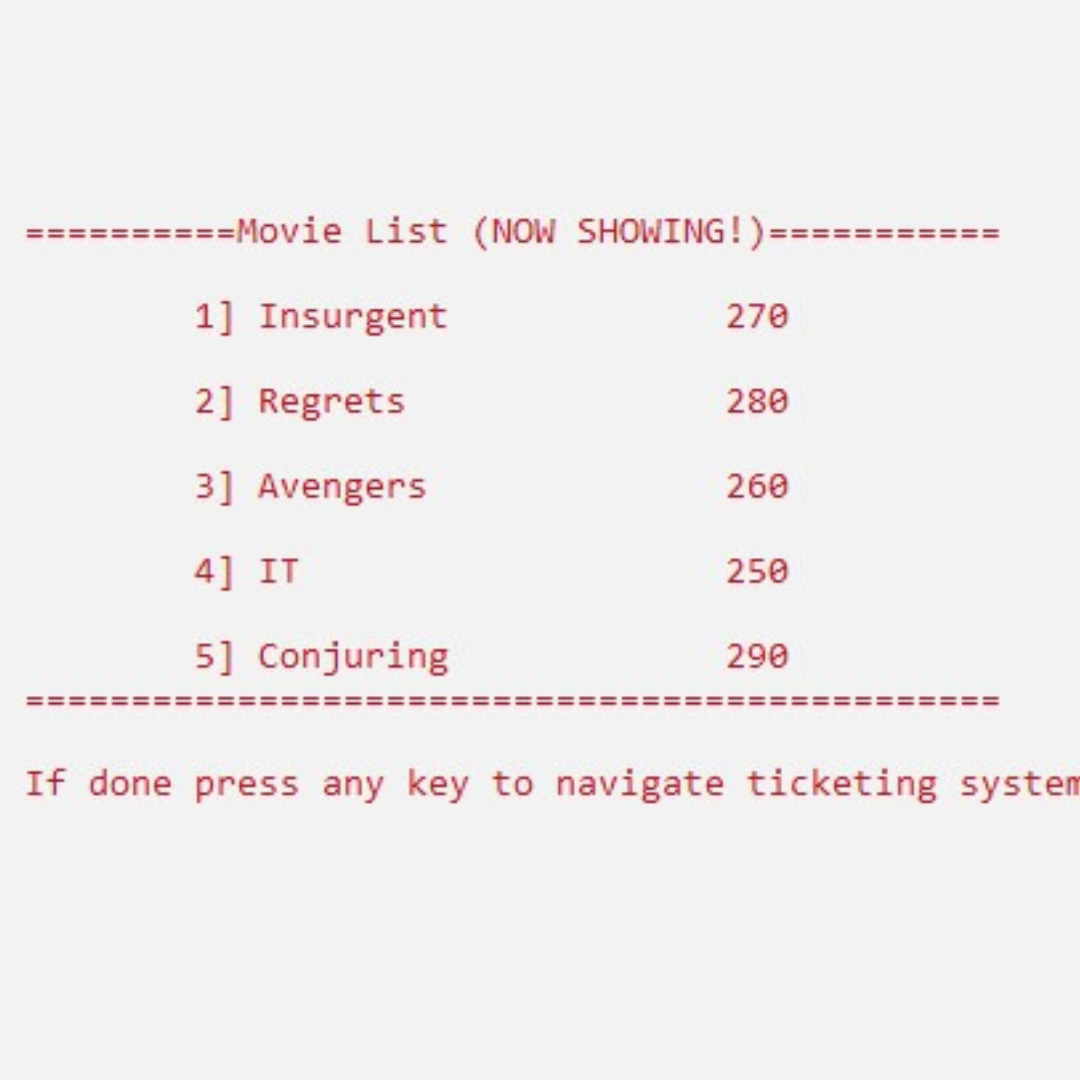 ==========Movie List (NOW SHOWING!)===========
1] Insurgent 270
2] Regrets 280
3] Avengers 260
4] IT 250
5] Conjuring 290
==============================================
If done press any key to navigate ticketing system